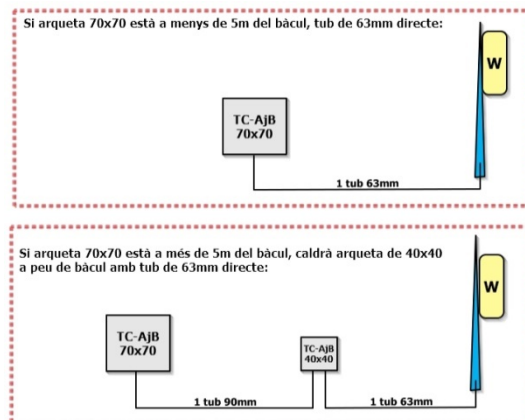 Si arqueta 70x70 està a menys de 5m del bàcul, tub de 63mm directe:
W
TC-AjB
70x70
1 tub 63mm
Si arqueta 70x70 està a més de 5m del bàcul, caldrà arqueta de 40x40
a peu de bàcul amb tub de 63mm directe:
W
TC-AjB
70x70
TC-AjB
40x40
1 tub 90mm
1 tub 63mm